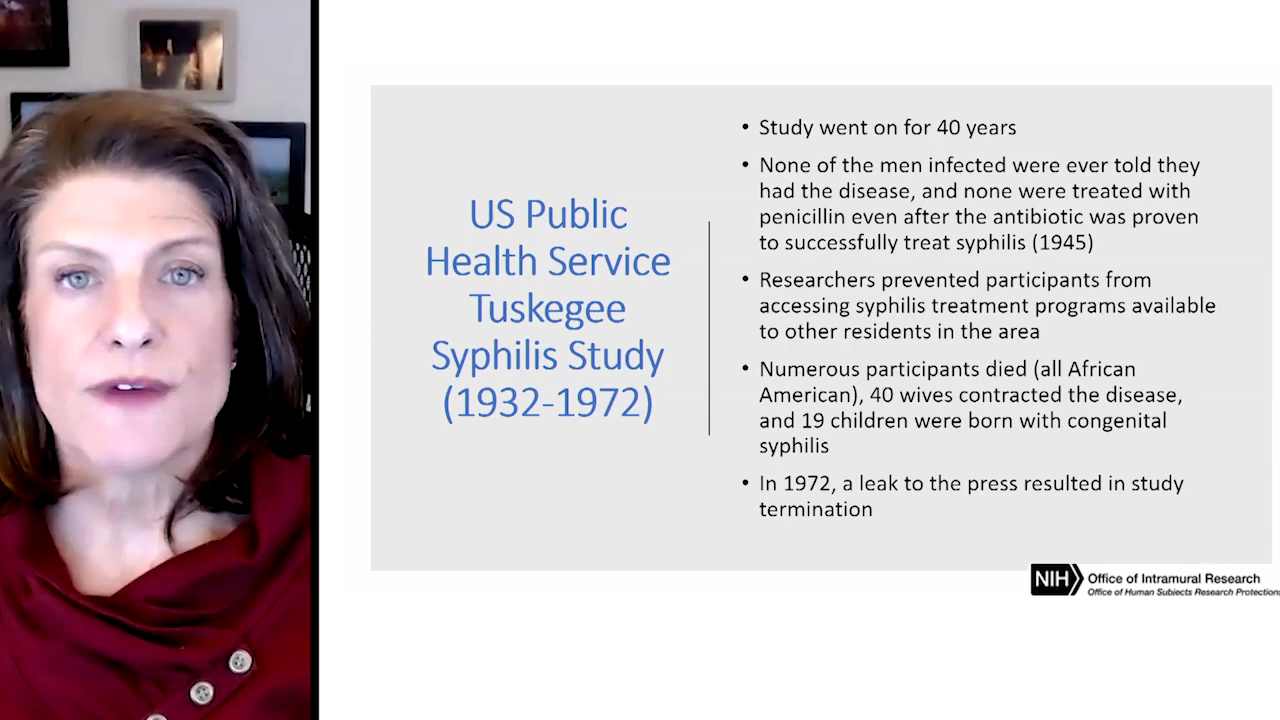 US Public
Health Service
Tuskegee
Syphilis Study
(1932-1972)
• Study went on for 40 years
• None of the men infected were ever told they
had the disease, and none were treated with
penicillin even after the antibiotic was proven
to successfully treat syphilis (1945)
• Researchers prevented participants from
accessing syphilis treatment programs available
to other residents in the area
• Numerous participants died (all African
American), 40 wives contracted the disease,
and 19 children were born with congenital
syphilis
• In 1972, a leak to the press resulted in study
termination
NIH Office of Intramural Research
Office of Human Subjects Research Protections